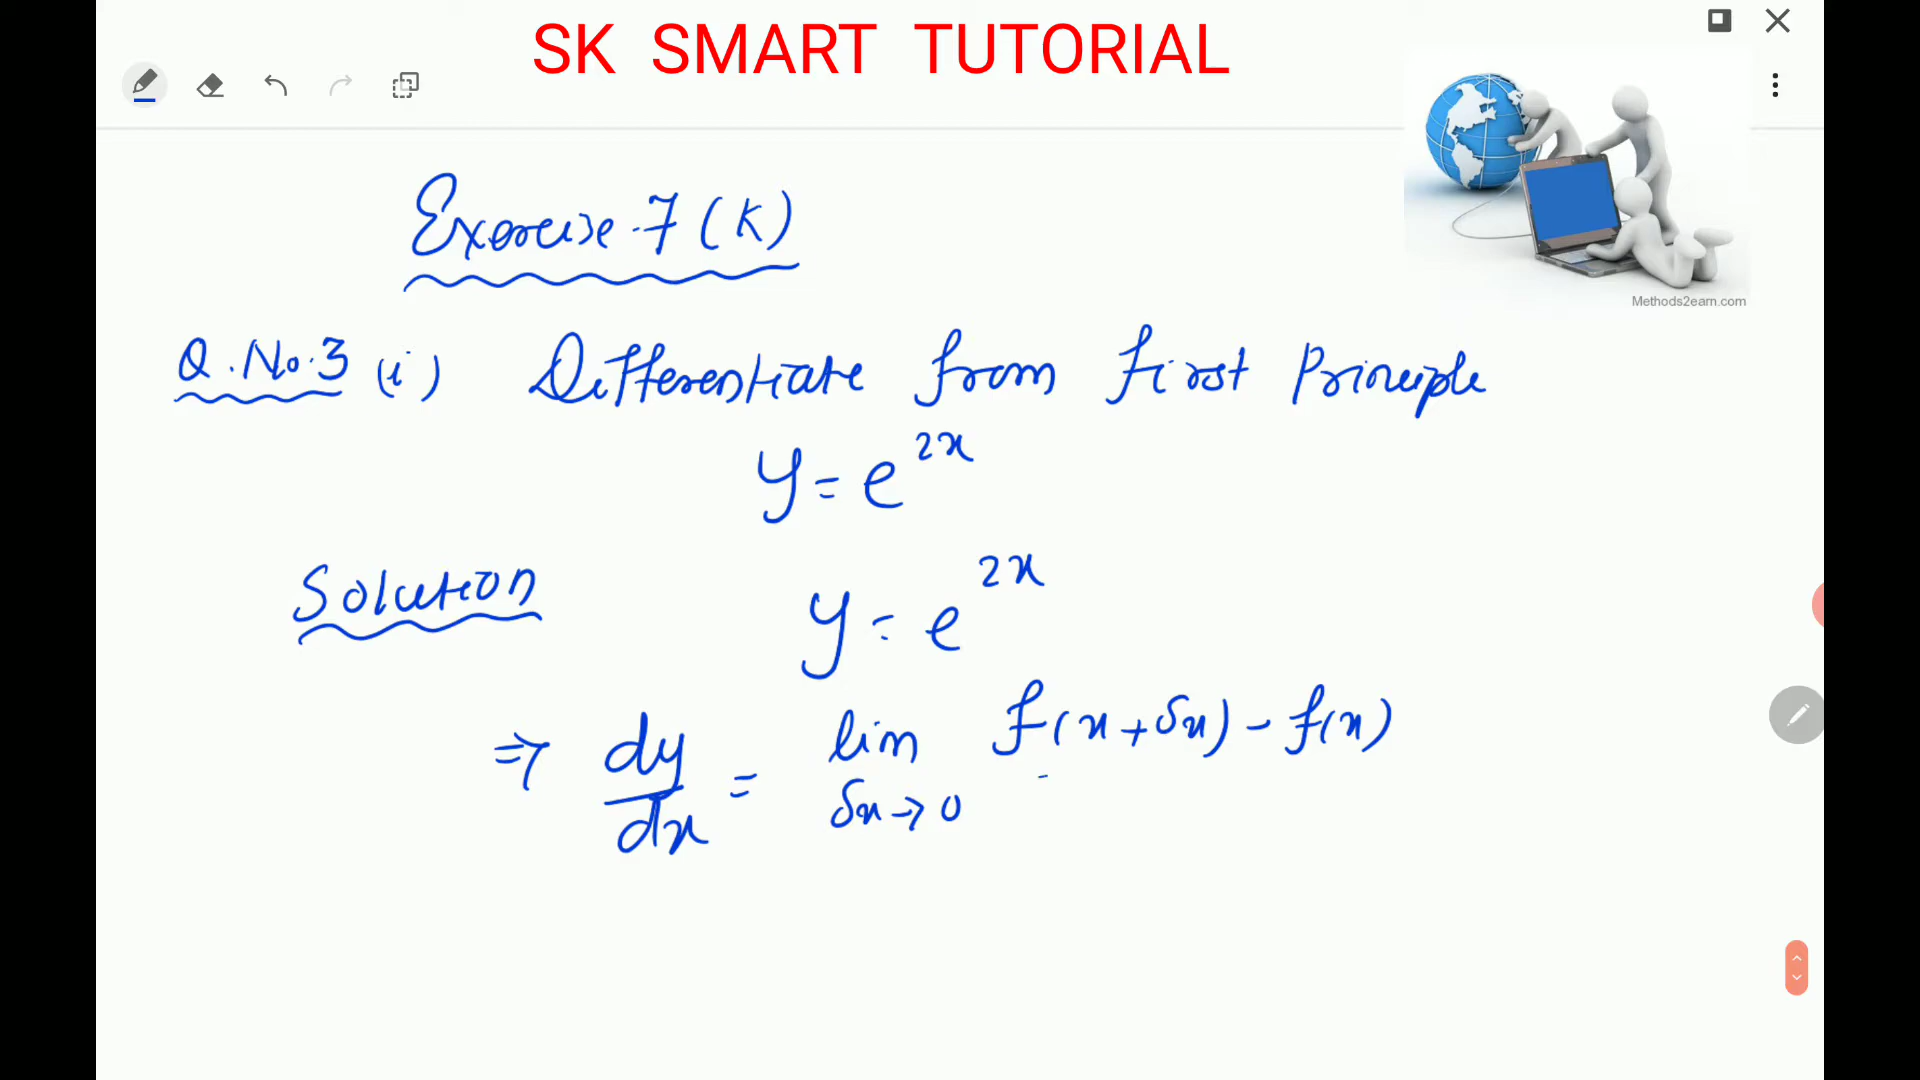 SK SMART TUTORIAL
Methods2earn.com
Exercise-7(K)
Q.No.3 (i) Differentiate from first Principle
y = e^{2x}
Solution y = e^{2x}
⇒ dy/dx = lim δx→0 f(x+δx) - f(x)